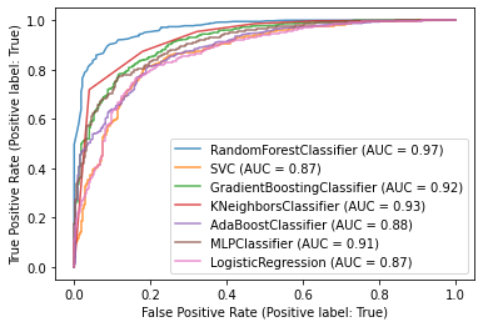 True Positive Rate (Positive label: True)
1.0
0.8
0.6
0.4
0.2
0.0
RandomForestClassifier (AUC = 0.97)
SVC (AUC = 0.87)
GradientBoostingClassifier (AUC = 0.92)
KNeighborsClassifier (AUC = 0.93)
AdaBoostClassifier (AUC = 0.88)
MLPClassifier (AUC = 0.91)
LogisticRegression (AUC = 0.87)
0.0 0.2 0.4 0.6 0.8 1.0
False Positive Rate (Positive label: True)